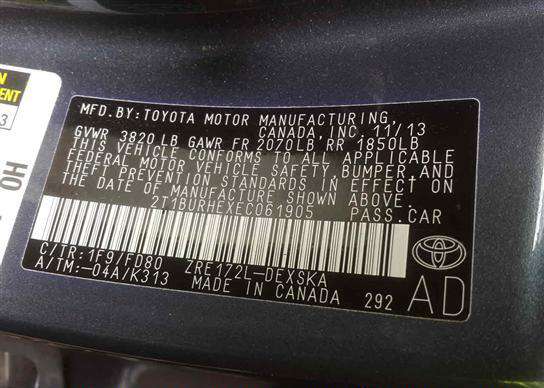 MFD.BY:TOYOTA MOTOR MANUFACTURING,
CANADA,INC. 11/13
GVWR 3820LB GAWR FR 2070LB RR 1850LB
THIS VEHICLE CONFORMS TO ALL APPLICABLE
FEDERAL MOTOR VEHICLE SAFETY,BUMPER,AND
THEFT PREVENTION STANDARDS IN EFFECT ON
THE DATE OF MANUFACTURE SHOWN ABOVE.
2T1BURHEXEC061905 PASS.CAR
C/TR:1F9/FD80 ZRE172L-DEXSKA
A/TM:-04A/K313 MADE IN CANADA 292 AD
HO